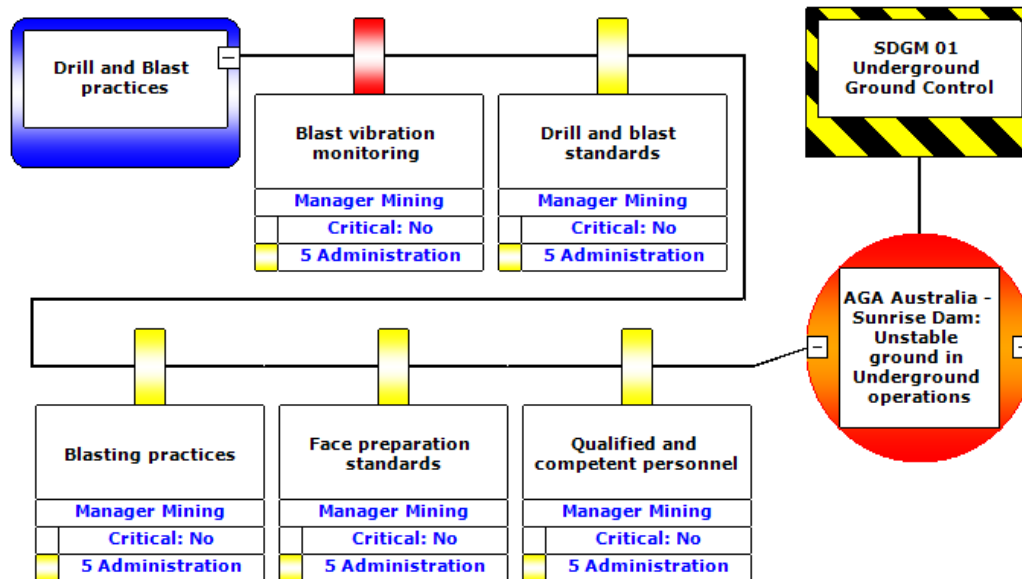 Drill and Blast
practices
Blast vibration
monitoring
Manager Mining
Critical: No
5 Administration
Drill and blast
standards
Manager Mining
Critical: No
5 Administration
SDGM 01
Underground
Ground Control
AGA Australia -
Sunrise Dam:
Unstable
ground in
Underground
operations
Blasting practices
Manager Mining
Critical: No
5 Administration
Face preparation
standards
Manager Mining
Critical: No
5 Administration
Qualified and
competent personnel
Manager Mining
Critical: No
5 Administration